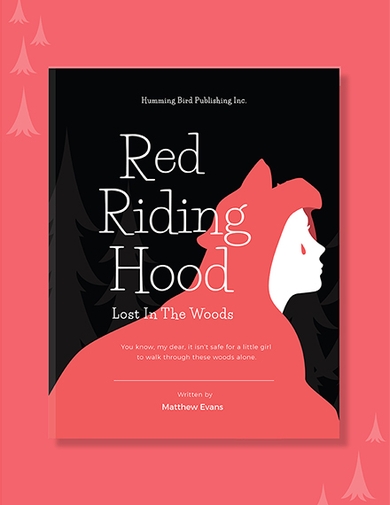 Humming Bird Publishing Inc.
Red
Riding
Hood
Lost In The Woods
You know, my dear, it isn't safe for a little girl
to walk through these woods alone.
Written by
Matthew Evans